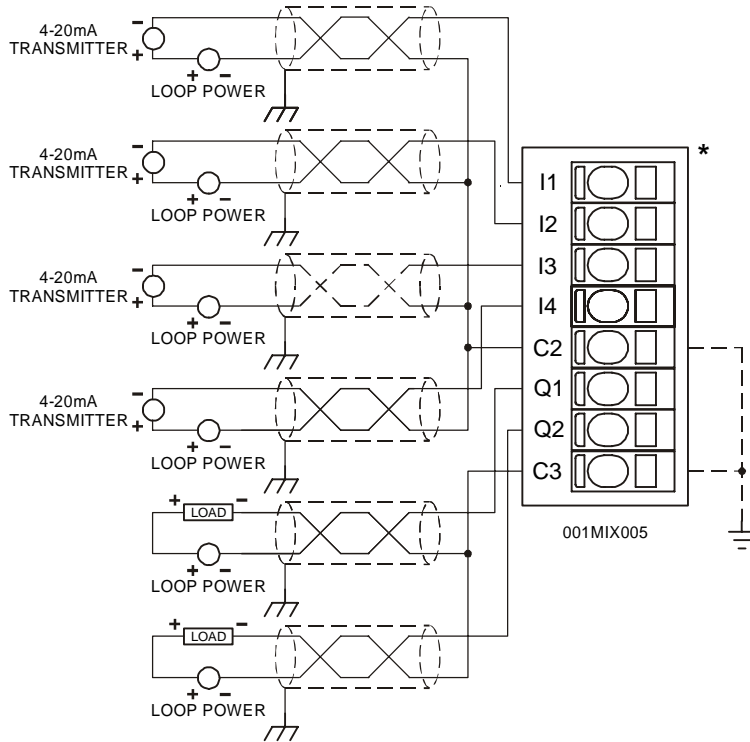 4-20mA
TRANSMITTER
-
+
+ -
LOOP POWER
4-20mA
TRANSMITTER
-
+
+ -
LOOP POWER
4-20mA
TRANSMITTER
-
+
+ -
LOOP POWER
4-20mA
TRANSMITTER
-
+
+ -
LOOP POWER
+ LOAD -
+ -
LOOP POWER
+ LOAD -
+ -
LOOP POWER
*
I1
I2
I3
I4
C2
Q1
Q2
C3
001MIX005